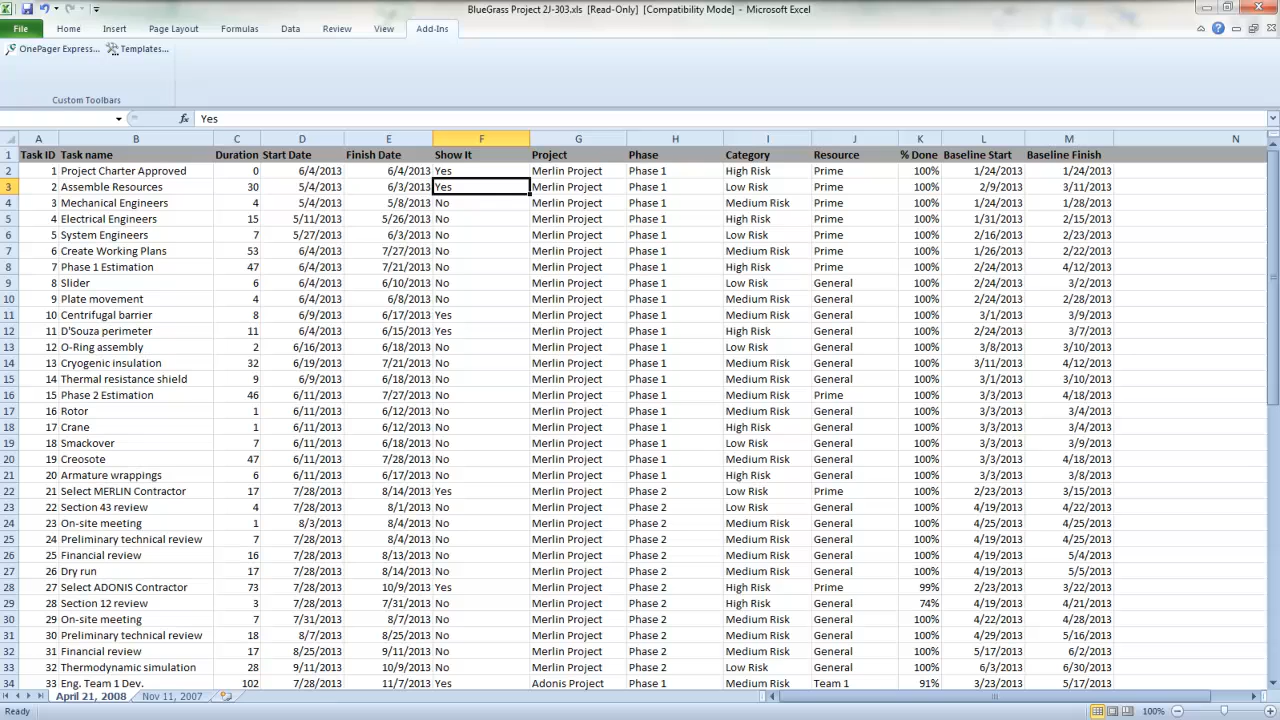 BlueGrass Project 2J-303.xls [Read-Only] [Compatibility Mode] - Microsoft Excel
File Home Insert Page Layout Formulas Data Review View Add-Ins
OnePager Express... Templates...
Custom Toolbars
fx Yes
A B C D E F G H I J K L M N
1 Task ID Task name Duration Start Date Finish Date Show It Project Phase Category Resource % Done Baseline Start Baseline Finish
2 1 Project Charter Approved 0 6/4/2013 6/4/2013 Yes Merlin Project Phase 1 High Risk Prime 100% 1/24/2013 1/24/2013
3 2 Assemble Resources 30 5/4/2013 6/3/2013 Yes Merlin Project Phase 1 Low Risk Prime 100% 2/9/2013 3/11/2013
4 3 Mechanical Engineers 4 5/4/2013 5/8/2013 No Merlin Project Phase 1 Medium Risk Prime 100% 1/24/2013 1/28/2013
5 4 Electrical Engineers 15 5/11/2013 5/26/2013 No Merlin Project Phase 1 High Risk Prime 100% 1/31/2013 2/15/2013
6 5 System Engineers 7 5/27/2013 6/3/2013 No Merlin Project Phase 1 Low Risk Prime 100% 2/16/2013 2/23/2013
7 6 Create Working Plans 53 6/4/2013 7/27/2013 No Merlin Project Phase 1 Medium Risk Prime 100% 1/26/2013 2/22/2013
8 7 Phase 1 Estimation 47 6/4/2013 7/21/2013 No Merlin Project Phase 1 High Risk Prime 100% 2/24/2013 4/12/2013
9 8 Slider 6 6/4/2013 6/10/2013 No Merlin Project Phase 1 Low Risk General 100% 2/24/2013 3/2/2013
10 9 Plate movement 4 6/4/2013 6/8/2013 No Merlin Project Phase 1 Medium Risk General 100% 2/24/2013 2/28/2013
11 10 Centrifugal barrier 8 6/9/2013 6/17/2013 Yes Merlin Project Phase 1 Medium Risk General 100% 3/1/2013 3/9/2013
12 11 D'Souza perimeter 11 6/4/2013 6/15/2013 Yes Merlin Project Phase 1 High Risk General 100% 2/24/2013 3/7/2013
13 12 O-Ring assembly 2 6/16/2013 6/18/2013 No Merlin Project Phase 1 Low Risk General 100% 3/8/2013 3/10/2013
14 13 Cryogenic insulation 32 6/19/2013 7/21/2013 No Merlin Project Phase 1 Medium Risk General 100% 3/11/2013 4/12/2013
15 14 Thermal resistance shield 9 6/9/2013 6/18/2013 No Merlin Project Phase 1 Medium Risk General 100% 3/1/2013 3/10/2013
16 15 Phase 2 Estimation 46 6/11/2013 7/27/2013 No Merlin Project Phase 1 Medium Risk Prime 100% 3/3/2013 4/18/2013
17 16 Rotor 1 6/11/2013 6/12/2013 No Merlin Project Phase 1 High Risk General 100% 3/3/2013 3/4/2013
18 17 Crane 1 6/11/2013 6/12/2013 No Merlin Project Phase 1 Medium Risk General 100% 3/3/2013 3/4/2013
19 18 Smackover 7 6/11/2013 6/18/2013 No Merlin Project Phase 1 Low Risk General 100% 3/3/2013 3/9/2013
20 19 Creosote 47 6/11/2013 7/28/2013 No Merlin Project Phase 1 Medium Risk General 100% 3/3/2013 4/18/2013
21 20 Armature wrappings 6 6/11/2013 6/17/2013 No Merlin Project Phase 1 High Risk General 100% 3/3/2013 3/8/2013
22 21 Select MERLIN Contractor 17 7/28/2013 8/14/2013 Yes Merlin Project Phase 2 Low Risk Prime 100% 2/23/2013 3/15/2013
23 22 Section 43 review 4 7/28/2013 8/1/2013 No Merlin Project Phase 2 Low Risk General 100% 4/19/2013 4/22/2013
24 23 On-site meeting 1 8/3/2013 8/4/2013 No Merlin Project Phase 2 Medium Risk General 100% 4/25/2013 4/25/2013
25 24 Preliminary technical review 7 7/28/2013 8/4/2013 No Merlin Project Phase 2 Medium Risk General 100% 4/19/2013 4/25/2013
26 25 Financial review 16 7/28/2013 8/13/2013 No Merlin Project Phase 2 Medium Risk General 100% 4/19/2013 5/4/2013
27 26 Dry run 17 7/28/2013 8/14/2013 No Merlin Project Phase 2 Medium Risk General 100% 4/19/2013 5/5/2013
28 27 Select ADONIS Contractor 73 7/28/2013 10/9/2013 Yes Merlin Project Phase 2 High Risk Prime 99% 2/23/2013 3/22/2013
29 28 Section 12 review 3 7/28/2013 7/31/2013 No Merlin Project Phase 2 High Risk General 74% 4/19/2013 4/21/2013
30 29 On-site meeting 7 7/31/2013 8/7/2013 No Merlin Project Phase 2 Medium Risk General 100% 4/22/2013 4/28/2013
31 30 Preliminary technical review 18 8/7/2013 8/25/2013 No Merlin Project Phase 2 Medium Risk General 100% 4/29/2013 5/16/2013
32 31 Financial review 17 8/25/2013 9/11/2013 No Merlin Project Phase 2 Medium Risk General 100% 5/17/2013 6/2/2013
33 32 Thermodynamic simulation 28 9/11/2013 10/9/2013 No Merlin Project Phase 2 Low Risk General 100% 6/3/2013 6/30/2013
34 33 Eng. Team 1 Dev. 102 7/28/2013 11/7/2013 Yes Adonis Project Phase 1 Medium Risk Team 1 91% 3/23/2013 5/17/2013
April 21, 2008 Nov 11, 2007
Ready 100%